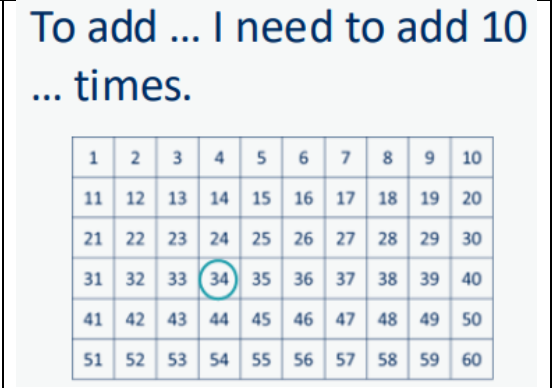 To add ... I need to add 10
... times.
1 2 3 4 5 6 7 8 9 10
11 12 13 14 15 16 17 18 19 20
21 22 23 24 25 26 27 28 29 30
31 32 33 34 35 36 37 38 39 40
41 42 43 44 45 46 47 48 49 50
51 52 53 54 55 56 57 58 59 60